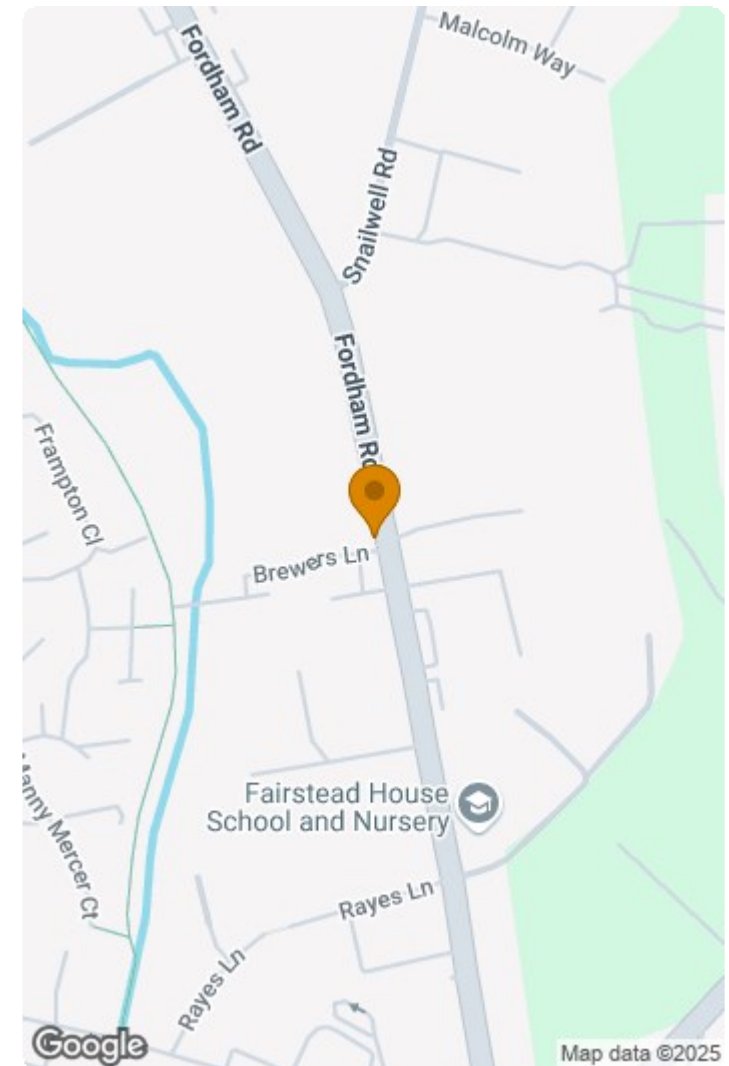 Malcolm Way
Fordham Rd
Snailwell Rd
Fordham Rd
Frampton Cl
Brewers Ln
Fairstead House
School and Nursery
Manny Mercer Ct
Rayes Ln
Rayes Ln
Google
Map data ©2025